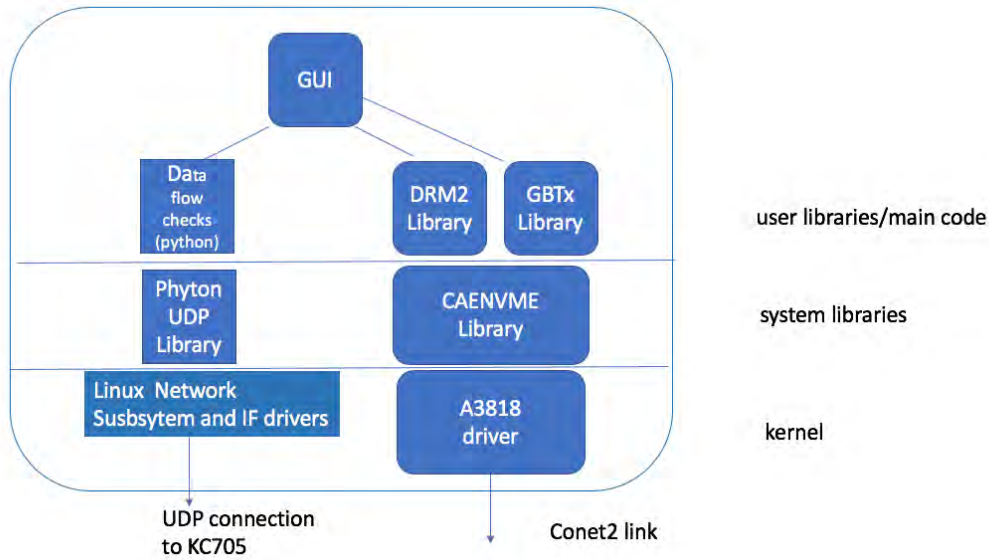 GUI
Data
flow
checks
(python)
DRM2
Library
GBTx
Library
user libraries/main code
Phyton
UDP
Library
CAENVME
Library
system libraries
Linux Network
Susbsytem and IF drivers
A3818
driver
kernel
UDP connection
to KC705
Conet2 link